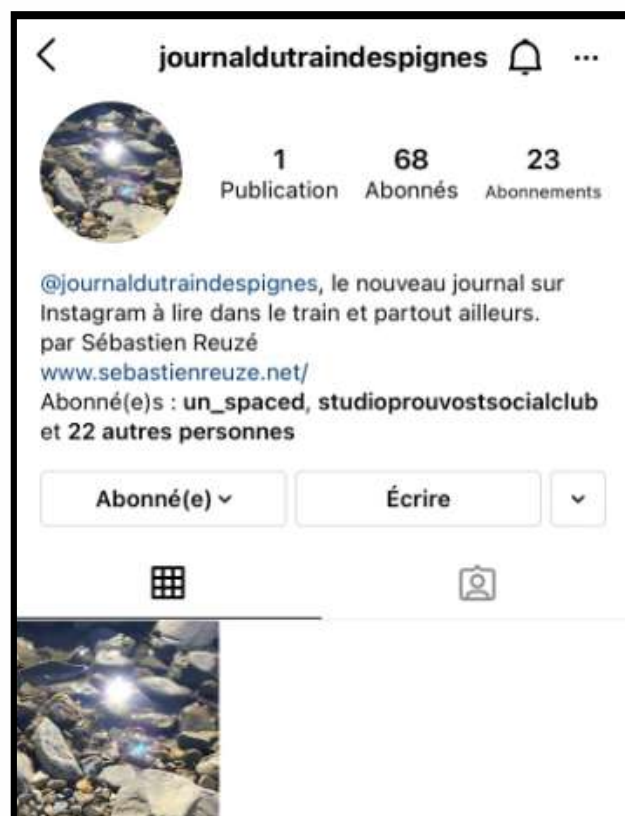 journaldutraindespignes
1 68 23
Publication Abonnés Abonnements
@journaldutraindespignes, le nouveau journal sur
Instagram à lire dans le train et partout ailleurs.
par Sébastien Reuzé
www.sebastienreuze.net/
Abonné(e)s : un_spaced, studioprouvostsocialclub
et 22 autres personnes
Abonné(e) Écrire